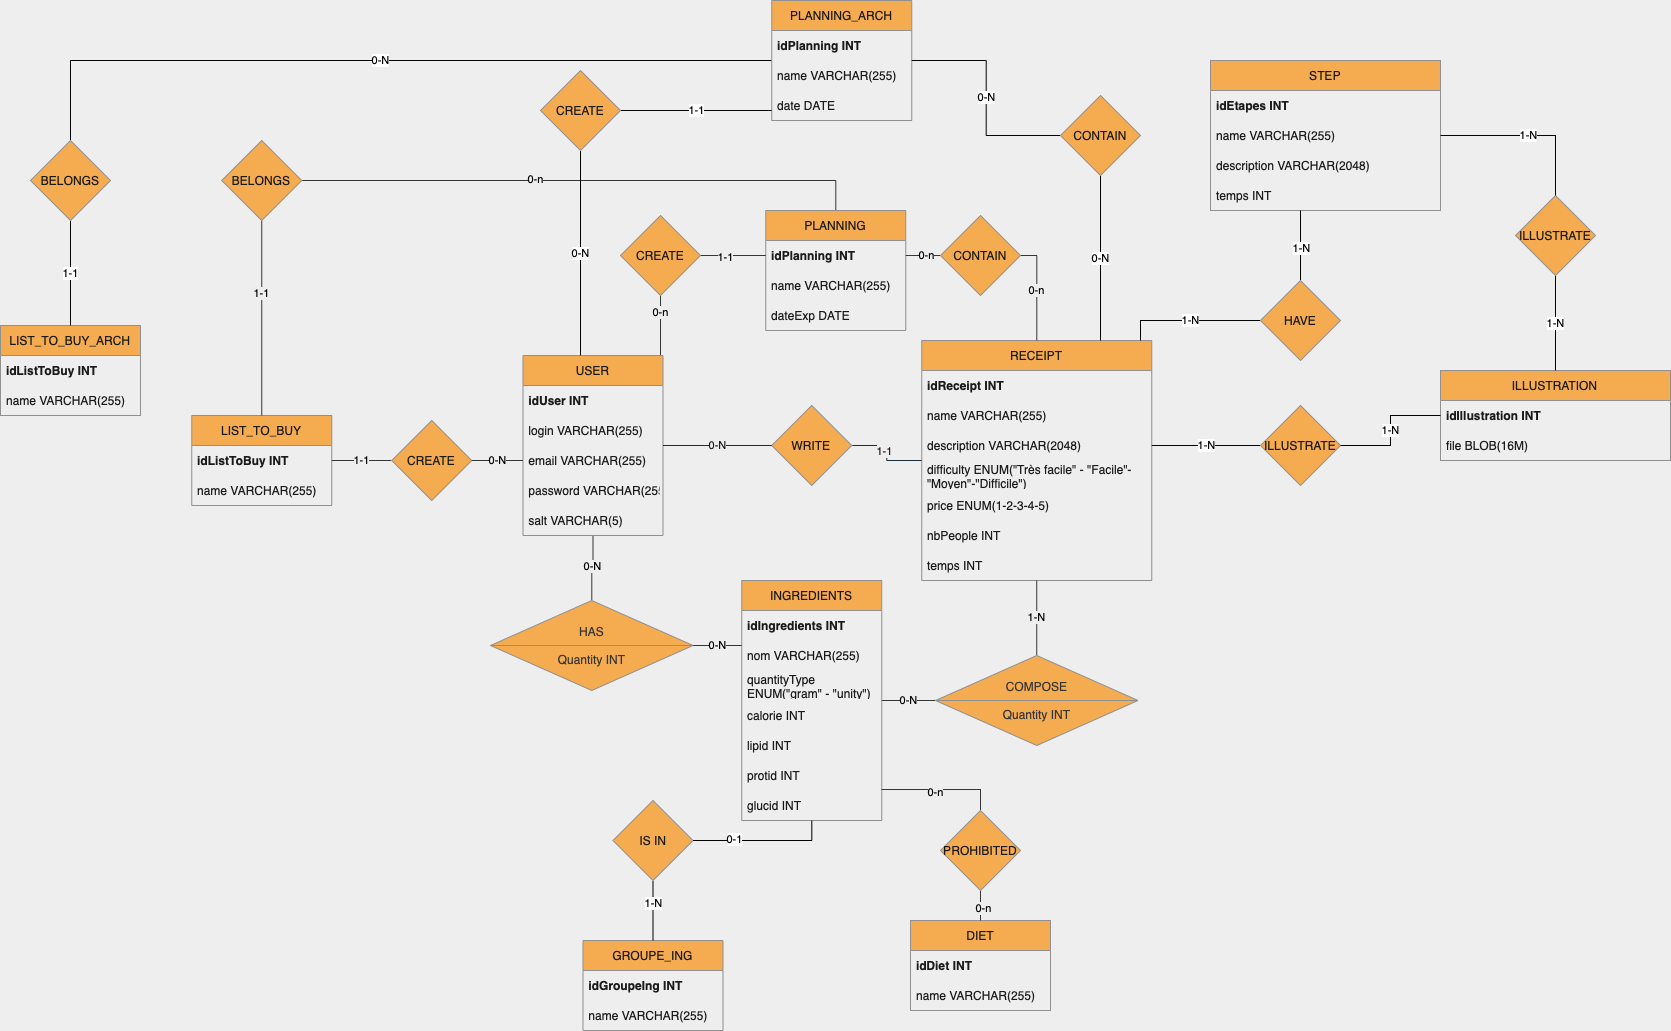 PLANNING_ARCH
idPlanning INT
name VARCHAR(255)
date DATE
0-N
CREATE
1-1
0-N
CONTAIN
0-N
STEP
idEtapes INT
name VARCHAR(255)
description VARCHAR(2048)
temps INT
1-N
ILLUSTRATE
1-N
1-N
HAVE
1-N
BELONGS
1-1
LIST_TO_BUY_ARCH
idListToBuy INT
name VARCHAR(255)
BELONGS
0-n
1-1
0-N
CREATE
1-1
0-n
PLANNING
idPlanning INT
name VARCHAR(255)
dateExp DATE
0-n
CONTAIN
0-n
LIST_TO_BUY
idListToBuy INT
name VARCHAR(255)
1-1
CREATE
0-N
USER
idUser INT
login VARCHAR(255)
email VARCHAR(255)
password VARCHAR(25
salt VARCHAR(5)
0-N
WRITE
1-1
RECEIPT
idReceipt INT
name VARCHAR(255)
description VARCHAR(2048)
difficulty ENUM("Très facile" - "Facile"-
"Moyen"-"Difficile")
price ENUM(1-2-3-4-5)
nbPeople INT
temps INT
1-N
ILLUSTRATE
1-N
ILLUSTRATION
idIllustration INT
file BLOB(16M)
0-N
HAS
Quantity INT
0-N
INGREDIENTS
idIngredients INT
nom VARCHAR(255)
quantityType
ENUM("gram" - "unity")
calorie INT
lipid INT
protid INT
glucid INT
1-N
COMPOSE
Quantity INT
0-N
0-n
PROHIBITED
0-n
DIET
idDiet INT
name VARCHAR(255)
IS IN
0-1
1-N
GROUPE_ING
idGroupeIng INT
name VARCHAR(255)